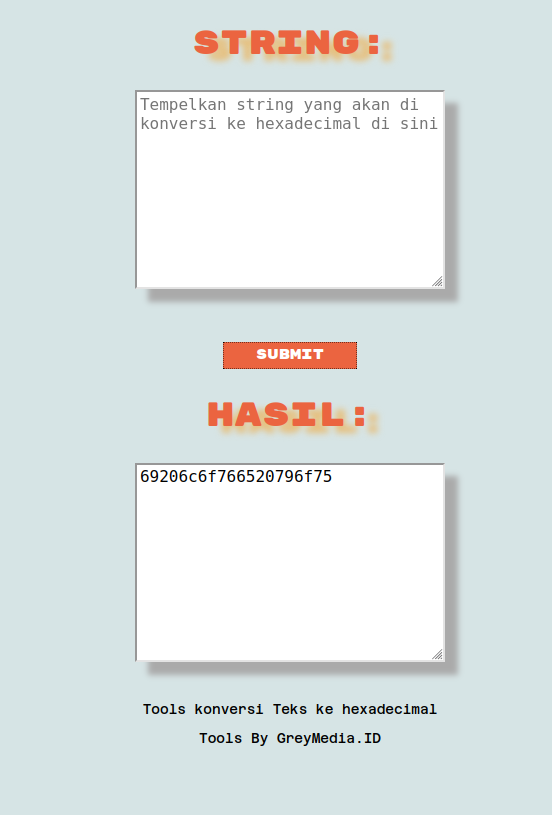 STRING:
Tempelkan string yang akan di
konversi ke hexadecimal di sini
SUBMIT
HASIL:
69206c6f766520796f75
Tools konversi Teks ke hexadecimal
Tools By GreyMedia.ID